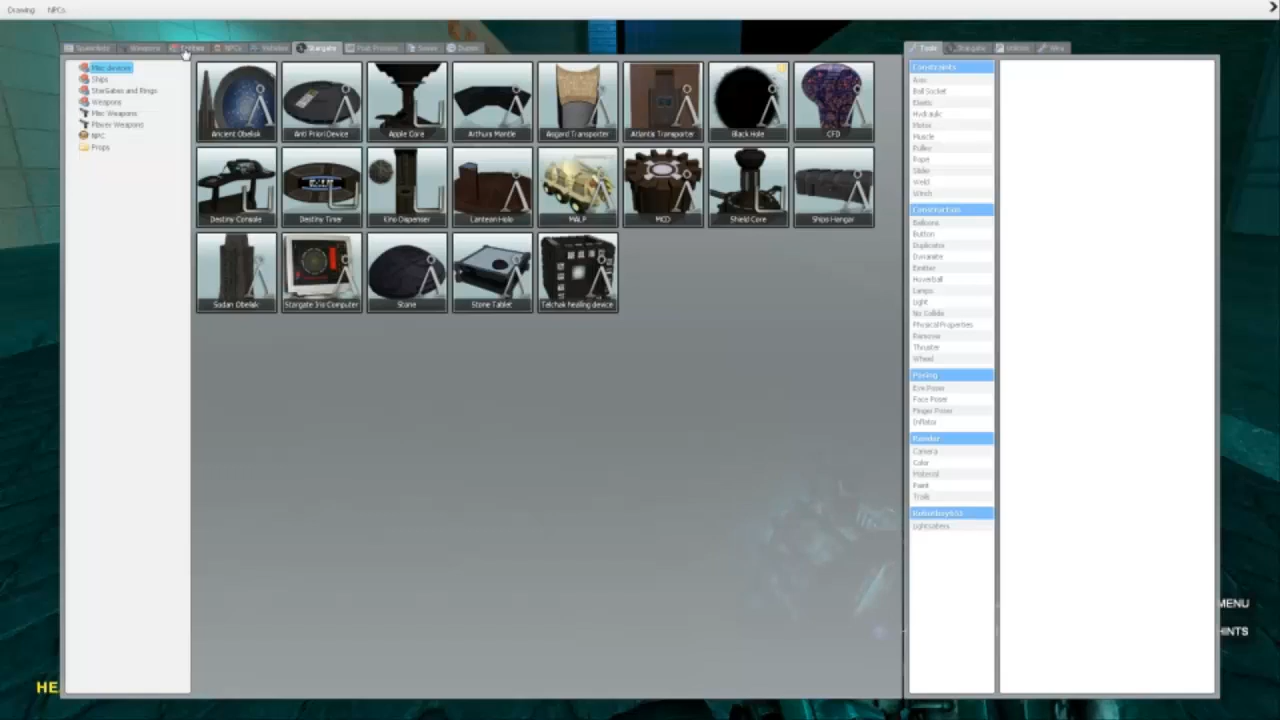 Drawing NPCs
Spawnlists Weapons Entities NPCs Vehicles Stargate Post Process Saves Dupes
Tools Stargate Utilities Wire
Misc devices
Ships
StarGates and Rings
Weapons
Misc Weapons
Player Weapons
NPC
Props
Ancient Obelisk
Anti Priori Device
Apple Core
Arthurs Mantle
Asgard Transporter
Atlantis Transporter
Black Hole
CFD
Destiny Console
Destiny Timer
Kino Dispenser
Lantean Holo
MALP
MCD
Shield Core
Ships Hangar
Sodan Obelisk
Stargate Iris Computer
Stone
Stone Tablet
Telchak healing device
Constraints
Axis
Ball Socket
Elastic
Hydraulic
Motor
Muscle
Pulley
Rope
Slider
Weld
Winch
Construction
Balloons
Button
Duplicator
Dynamite
Emitter
Hoverball
Lamps
Light
No Collide
Physical Properties
Remover
Thruster
Wheel
Posing
Eye Poser
Face Poser
Finger Poser
Inflator
Render
Camera
Color
Material
Paint
Trails
Robotboy655
MENU
HINTS
HE